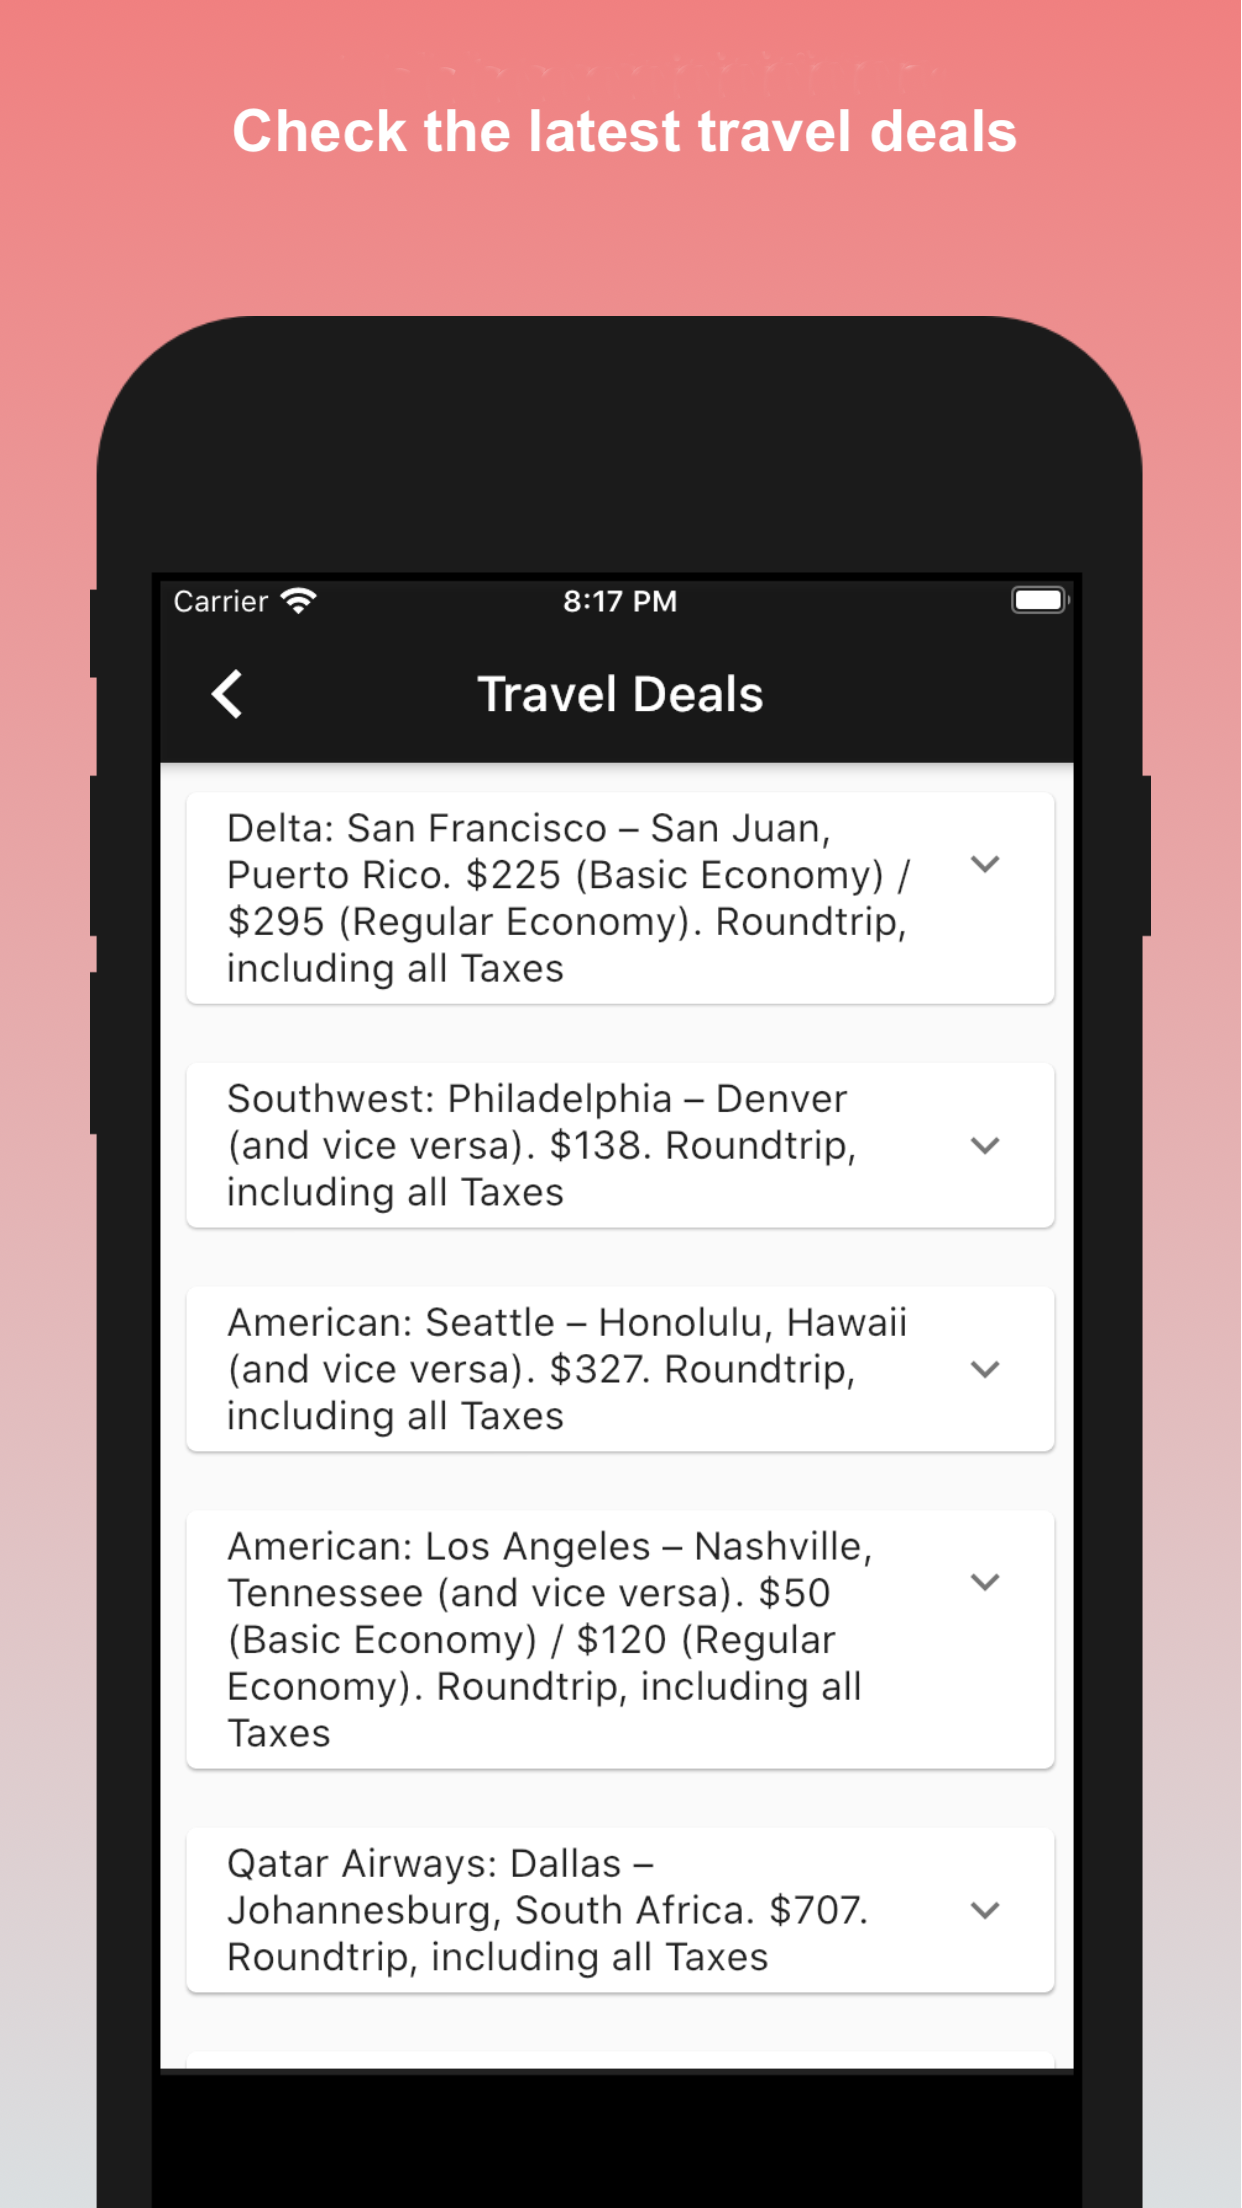 Check the latest travel deals
Carrier
8:17 PM
Travel Deals
Delta: San Francisco – San Juan,
Puerto Rico. $225 (Basic Economy) /
$295 (Regular Economy). Roundtrip,
including all Taxes
Southwest: Philadelphia – Denver
(and vice versa). $138. Roundtrip,
including all Taxes
American: Seattle – Honolulu, Hawaii
(and vice versa). $327. Roundtrip,
including all Taxes
American: Los Angeles – Nashville,
Tennessee (and vice versa). $50
(Basic Economy) / $120 (Regular
Economy). Roundtrip, including all
Taxes
Qatar Airways: Dallas –
Johannesburg, South Africa. $707.
Roundtrip, including all Taxes